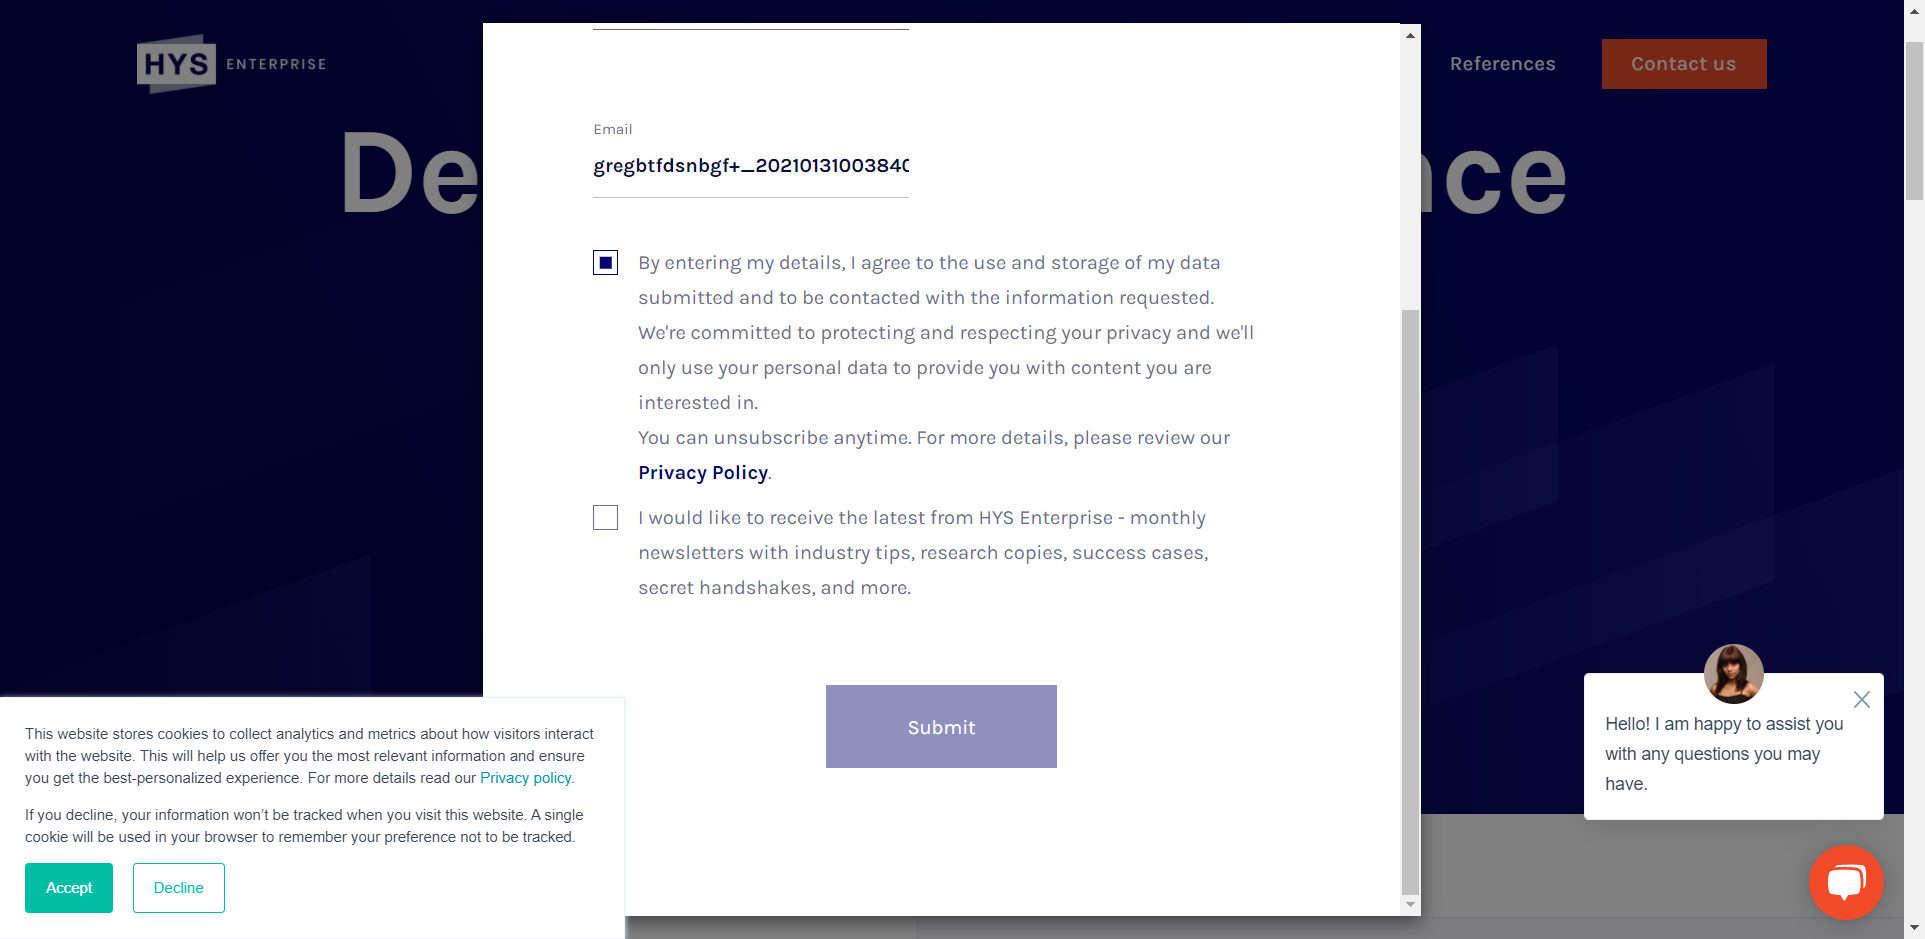 HYS ENTERPRISE
References
Contact us
De
nce
Email
gregbtfdsnbgf+_2021013100384
By entering my details, I agree to the use and storage of my data
submitted and to be contacted with the information requested.
We're committed to protecting and respecting your privacy and we'll
only use your personal data to provide you with content you are
interested in.
You can unsubscribe anytime. For more details, please review our
Privacy Policy.
I would like to receive the latest from HYS Enterprise - monthly
newsletters with industry tips, research copies, success cases,
secret handshakes, and more.
Submit
This website stores cookies to collect analytics and metrics about how visitors interact
with the website. This will help us offer you the most relevant information and ensure
you get the best-personalized experience. For more details read our Privacy policy.
If you decline, your information won’t be tracked when you visit this website. A single
cookie will be used in your browser to remember your preference not to be tracked.
Accept
Decline
Hello! I am happy to assist you
with any questions you may
have.